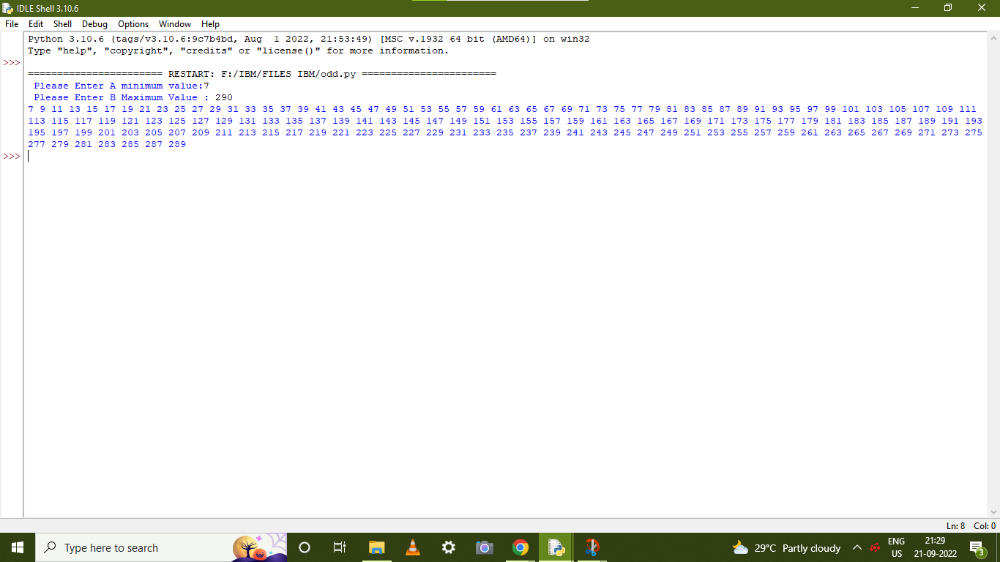 IDLE Shell 3.10.6
File Edit Shell Debug Options Window Help
Python 3.10.6 (tags/v3.10.6:9c7b4bd, Aug  1 2022, 21:53:49) [MSC v.1932 64 bit (AMD64)] on win32
Type "help", "copyright", "credits" or "license()" for more information.
>>>
======================= RESTART: F:/IBM/FILES IBM/odd.py =======================
Please Enter A minimum value:7
Please Enter B Maximum Value : 290
7 9 11 13 15 17 19 21 23 25 27 29 31 33 35 37 39 41 43 45 47 49 51 53 55 57 59 61 63 65 67 69 71 73 75 77 79 81 83 85 87 89 91 93 95 97 99 101 103 105 107 109 111
113 115 117 119 121 123 125 127 129 131 133 135 137 139 141 143 145 147 149 151 153 155 157 159 161 163 165 167 169 171 173 175 177 179 181 183 185 187 189 191 193
195 197 199 201 203 205 207 209 211 213 215 217 219 221 223 225 227 229 231 233 235 237 239 241 243 245 247 249 251 253 255 257 259 261 263 265 267 269 271 273 275
277 279 281 283 285 287 289
>>>
Ln: 8 Col: 0
Type here to search
29°C Partly cloudy
ENG
US
21:29
21-09-2022
3